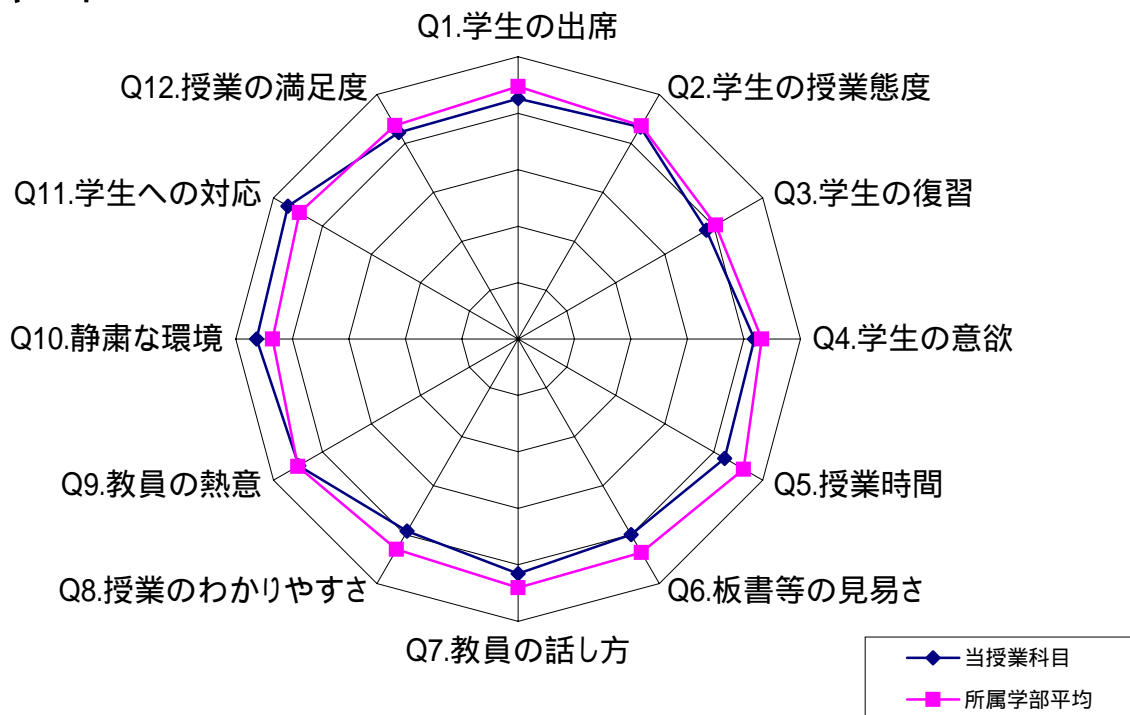 Q1.学生の出席
Q2.学生の授業態度
Q3.学生の復習
Q4.学生の意欲
Q5.授業時間
Q6.板書等の見易さ
Q7.教員の話し方
Q8.授業のわかりやすさ
Q9.教員の熱意
Q10.静粛な環境
Q11.学生への対応
Q12.授業の満足度
当授業科目
所属学部平均